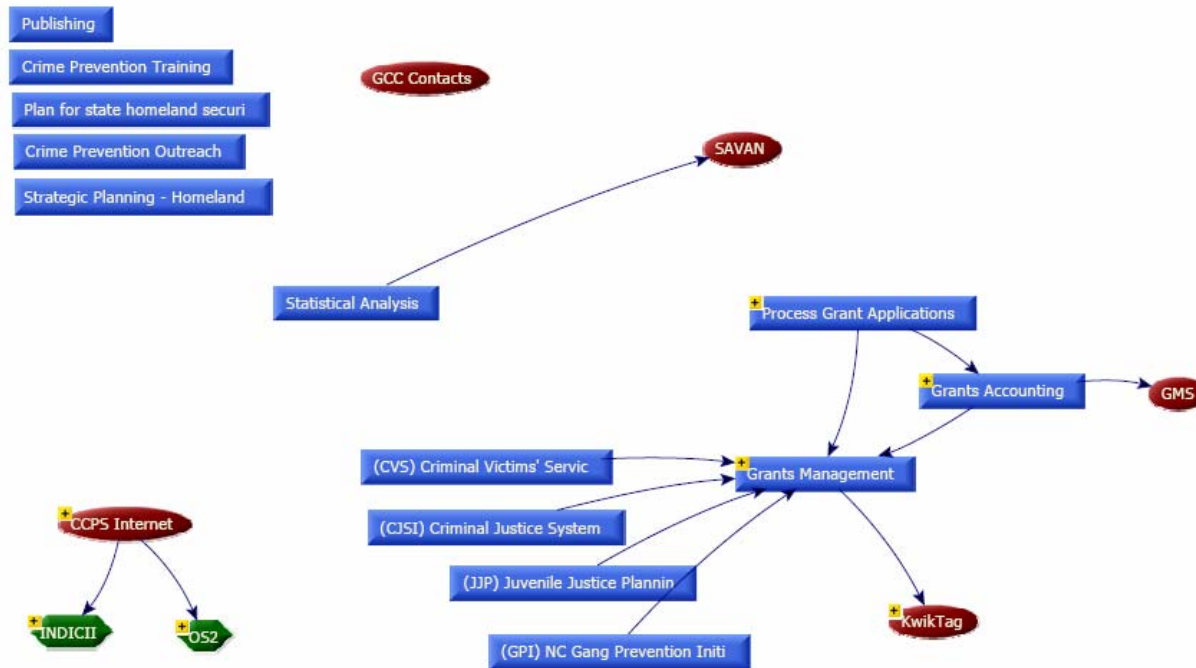 Publishing
Crime Prevention Training
GCC Contacts
Plan for state homeland securi
Crime Prevention Outreach
SAVAN
Strategic Planning - Homeland
Statistical Analysis
+
Process Grant Applications
+
Grants Accounting
GMS
(CVS) Criminal Victims' Servic
+
Grants Management
+
CCPS Internet
(CJSI) Criminal Justice System
(JJP) Juvenile Justice Plannin
+
INDICII
+
OS2
+
KwikTag
(GPI) NC Gang Prevention Initi